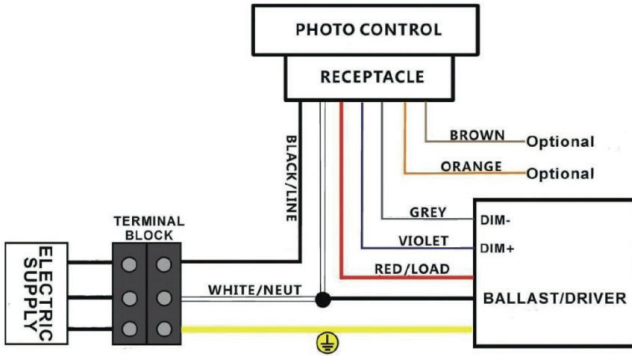 PHOTO CONTROL
RECEPTACLE
BLACK/LINE
BROWN
Optional
ORANGE
Optional
GREY
DIM-
VIOLET
DIM+
RED/LOAD
BALLAST/DRIVER
TERMINAL
BLOCK
ELECTRIC
SUPPLY
WHITE/NEUT